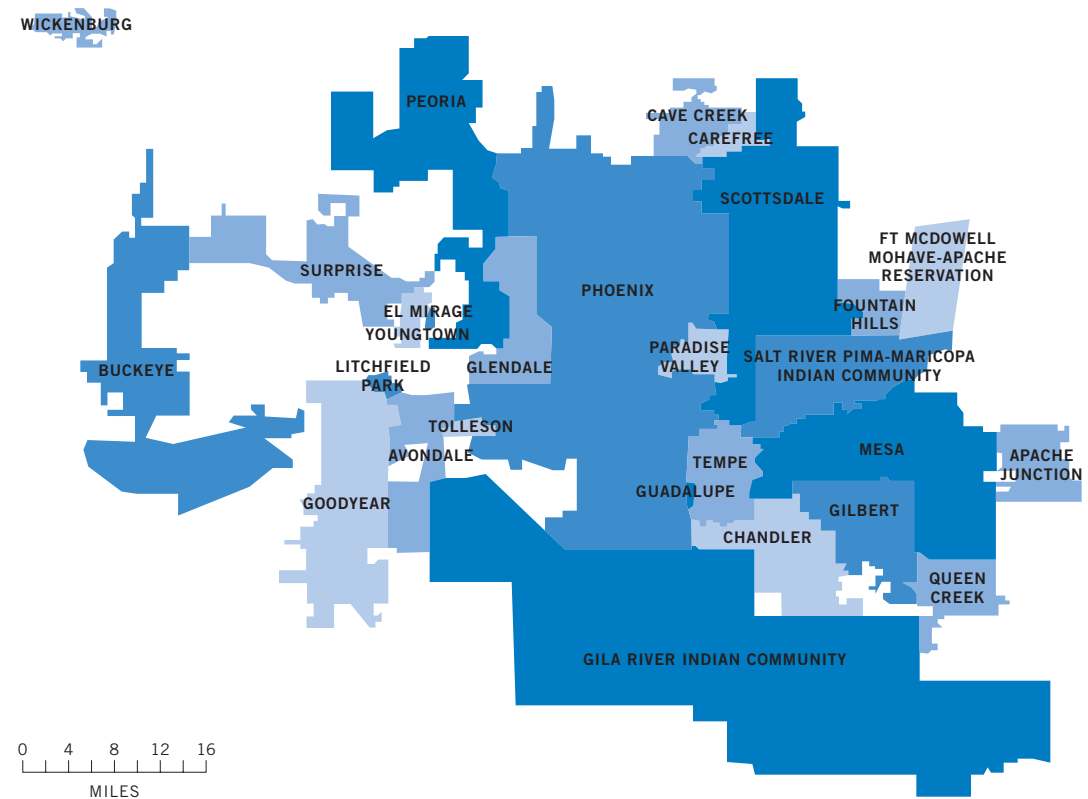 WICKENBURG
PEORIA
CAVE CREEK
CAREFREE
SCOTTSDALE
FT MCDOWELL
MOHAVE-APACHE
RESERVATION
SURPRISE
PHOENIX
EL MIRAGE
YOUNGTOWN
FOUNTAIN
HILLS
BUCKEYE
LITCHFIELD
PARK
GLENDALE
PARADISE
VALLEY
SALT RIVER PIMA-MARICOPA
INDIAN COMMUNITY
TOLLESON
AVONDALE
MESA
APACHE
JUNCTION
TEMPE
GUADALUPE
GOODYEAR
GILBERT
CHANDLER
QUEEN
CREEK
GILA RIVER INDIAN COMMUNITY
0 4 8 12 16
MILES